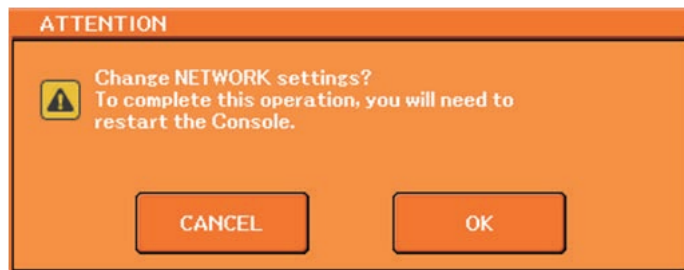 ATTENTION
Change NETWORK settings?
To complete this operation, you will need to
restart the Console.
CANCEL
OK